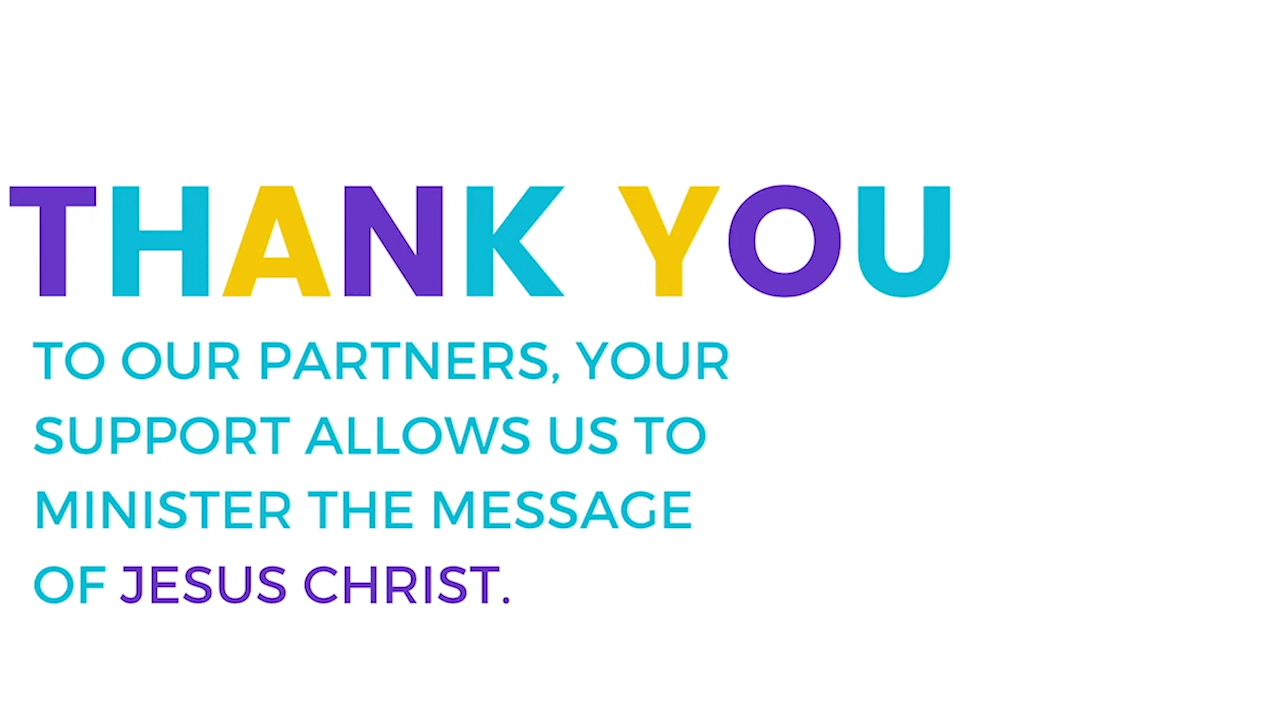 THANK YOU
TO OUR PARTNERS, YOUR
SUPPORT ALLOWS US TO
MINISTER THE MESSAGE
OF JESUS CHRIST.